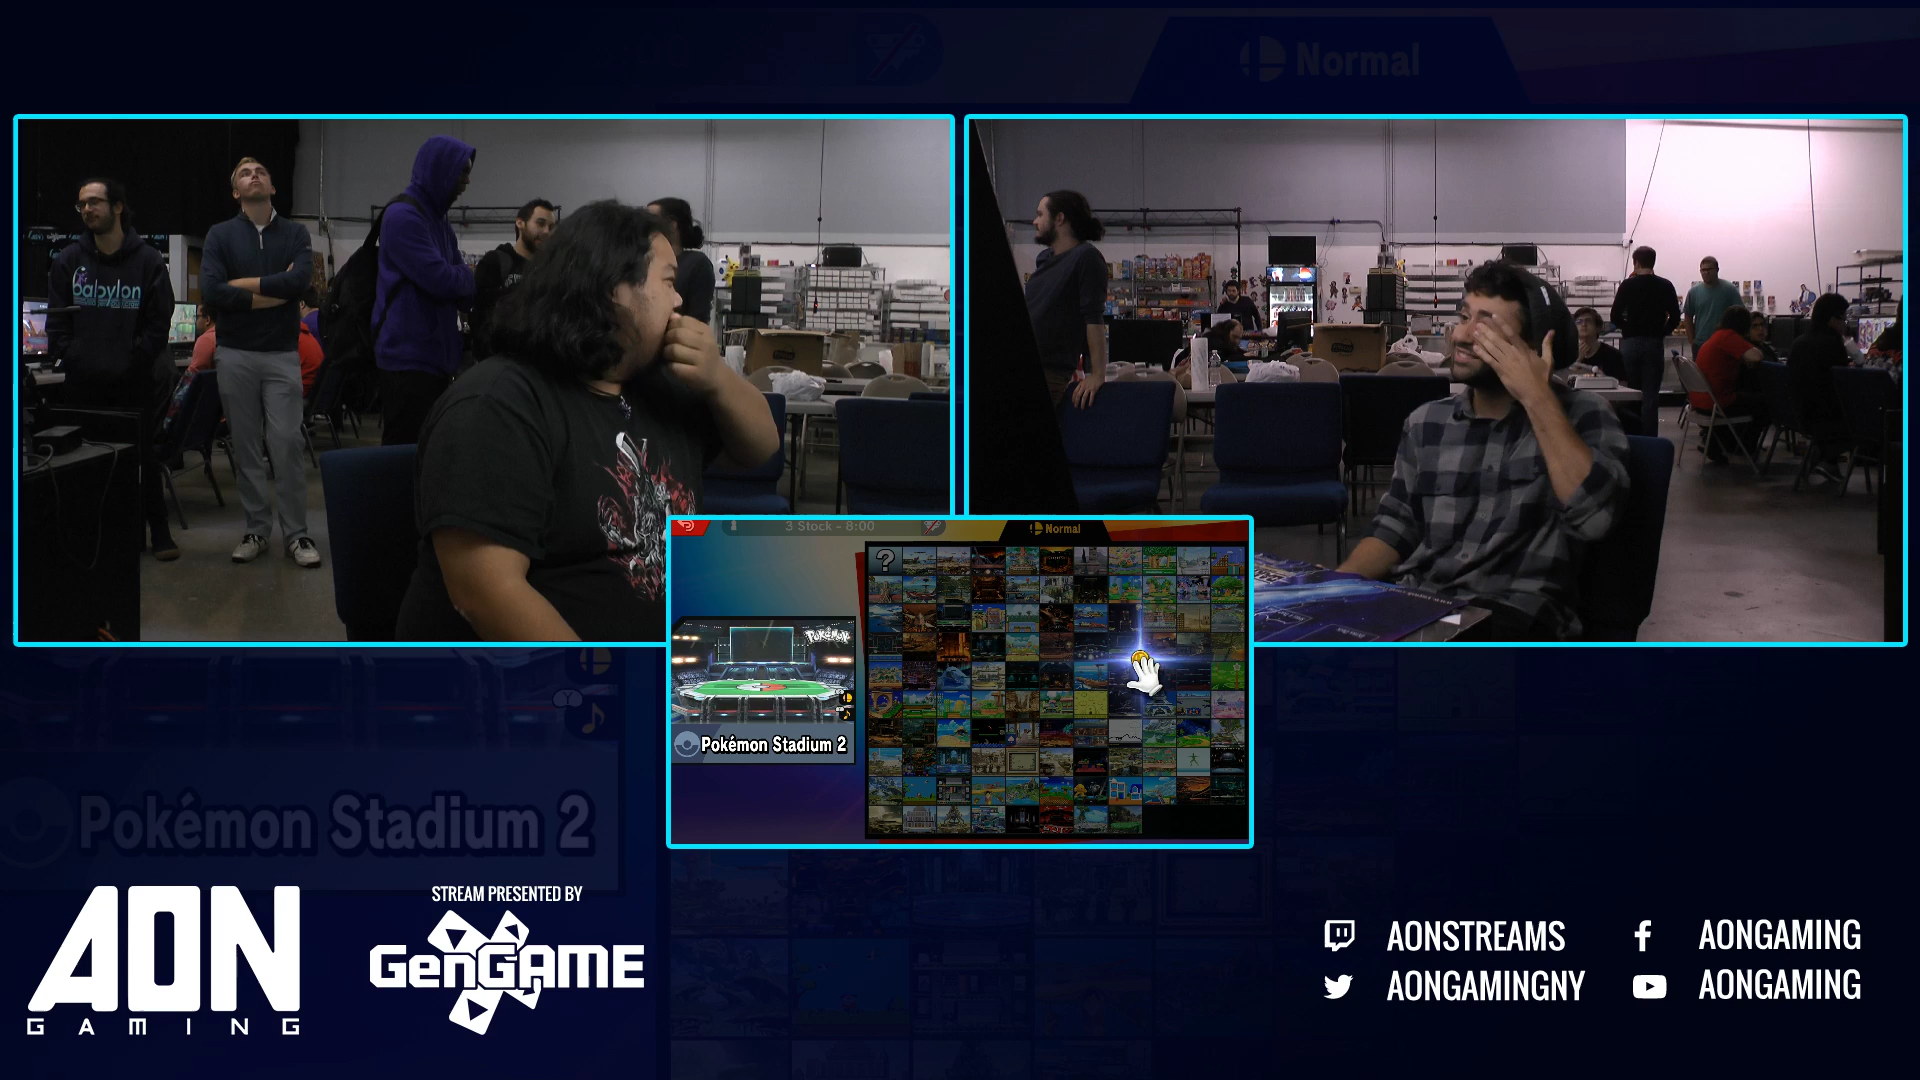 Normal
babylon
3 Stock - 8:00
Normal
?
POKéMON
Pokémon Stadium 2
Pokémon Stadium 2
AON
GAMING
STREAM PRESENTED BY
GenGAME
AONSTREAMS
AONGAMING
AONGAMINGNY
AONGAMING